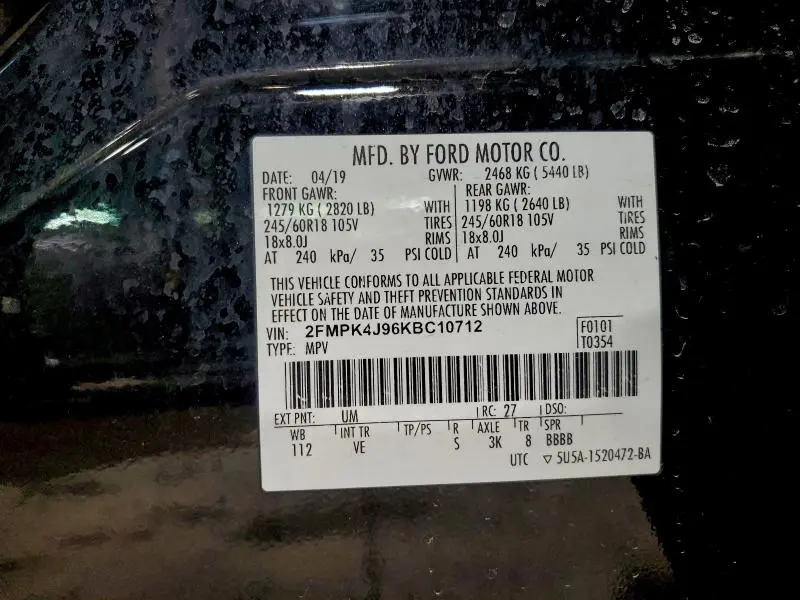 MFD. BY FORD MOTOR CO.
DATE: 04/19 GVWR: 2468 KG ( 5440 LB)
FRONT GAWR: REAR GAWR:
1279 KG ( 2820 LB) WITH 1198 KG ( 2640 LB) WITH
245/60R18 105V TIRES 245/60R18 105V TIRES
18x8.0J RIMS 18x8.0J RIMS
AT 240 kPa/ 35 PSI COLD AT 240 kPa/ 35 PSI COLD
THIS VEHICLE CONFORMS TO ALL APPLICABLE FEDERAL MOTOR
VEHICLE SAFETY AND THEFT PREVENTION STANDARDS IN
EFFECT ON THE DATE OF MANUFACTURE SHOWN ABOVE.
VIN: 2FMPK4J96KBC10712 F0101
TYPE: MPV T0354
EXT PNT: UM RC: 27 DSO:
WB INT TR TP/PS R AXLE TR SPR
112 VE S 3K 8 BBBB
UTC ▽ 5U5A-1520472-BA